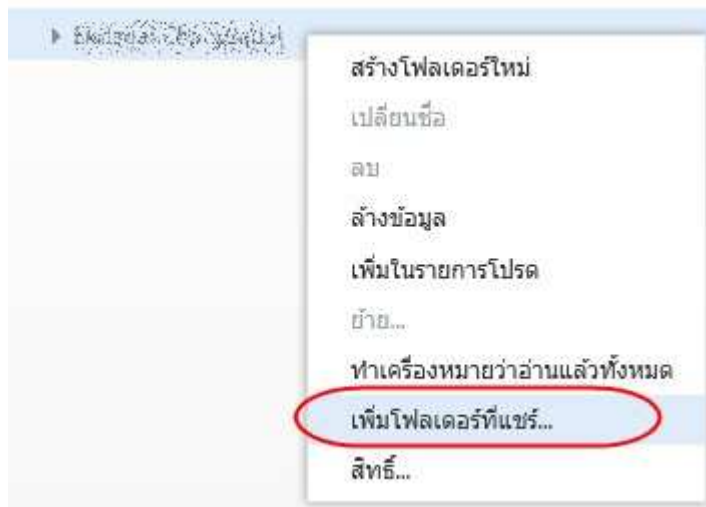 สร้างโฟลเดอร์ใหม่
เปลี่ยนชื่อ
ลบ
ล้างข้อมูล
เพิ่มในรายการโปรด
ย้าย...
ทำเครื่องหมายว่าอ่านแล้วทั้งหมด
เพิ่มโฟลเดอร์ที่แชร์...
สิทธิ์...